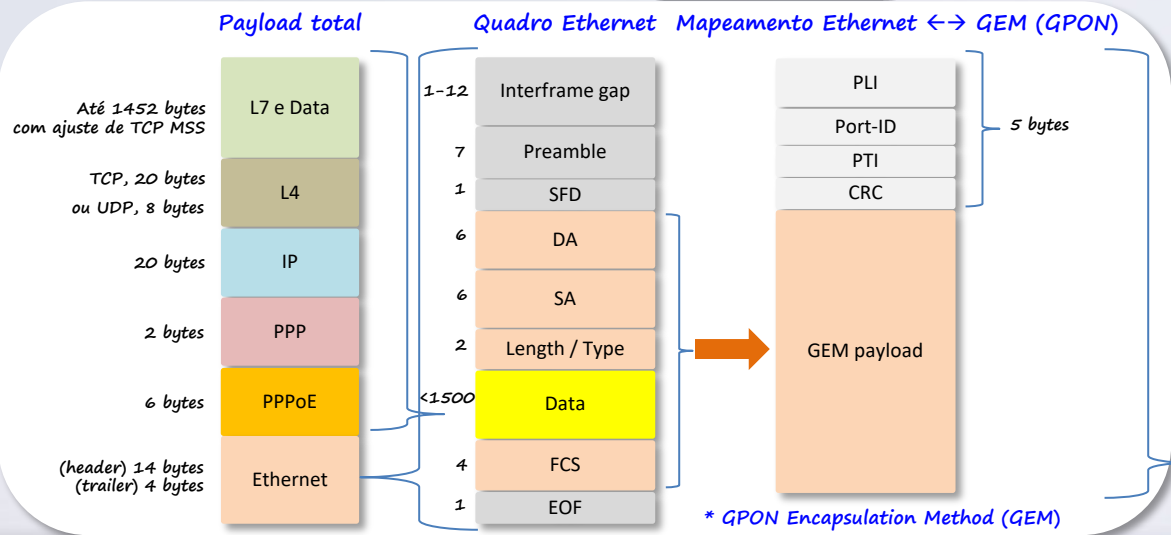 Payload total
Até 1452 bytes
com ajuste de TCP MSS
L7 e Data
TCP, 20 bytes
ou UDP, 8 bytes
L4
20 bytes
IP
2 bytes
PPP
6 bytes
PPPoE
(header) 14 bytes
(trailer) 4 bytes
Ethernet
Quadro Ethernet
1-12
Interframe gap
7
Preamble
1
SFD
6
DA
6
SA
2
Length / Type
<1500
Data
4
FCS
1
EOF
Mapeamento Ethernet ←→ GEM (GPON)
PLI
Port-ID
PTI
CRC
5 bytes
GEM payload
* GPON Encapsulation Method (GEM)